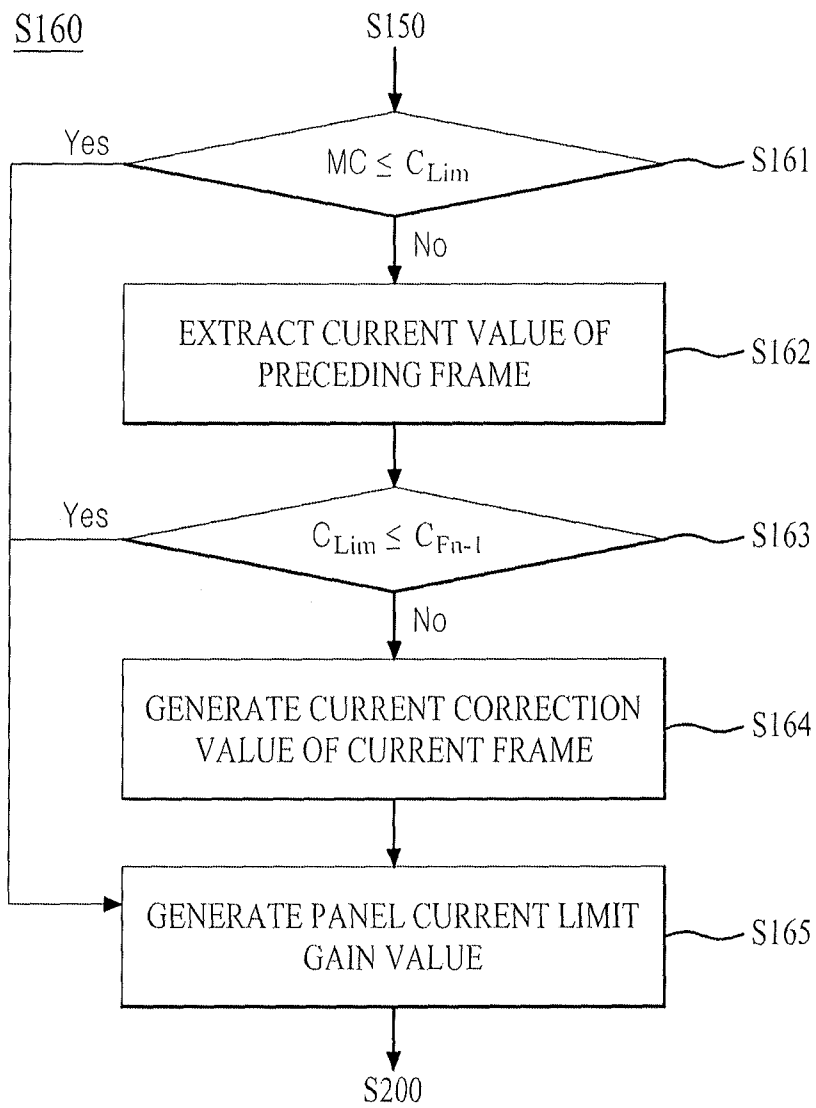 S160
S150
Yes
MC ≤ C_Lim
S161
No
EXTRACT CURRENT VALUE OF
PRECEDING FRAME
S162
Yes
C_Lim ≤ C_Fn-1
S163
No
GENERATE CURRENT CORRECTION
VALUE OF CURRENT FRAME
S164
GENERATE PANEL CURRENT LIMIT
GAIN VALUE
S165
S200